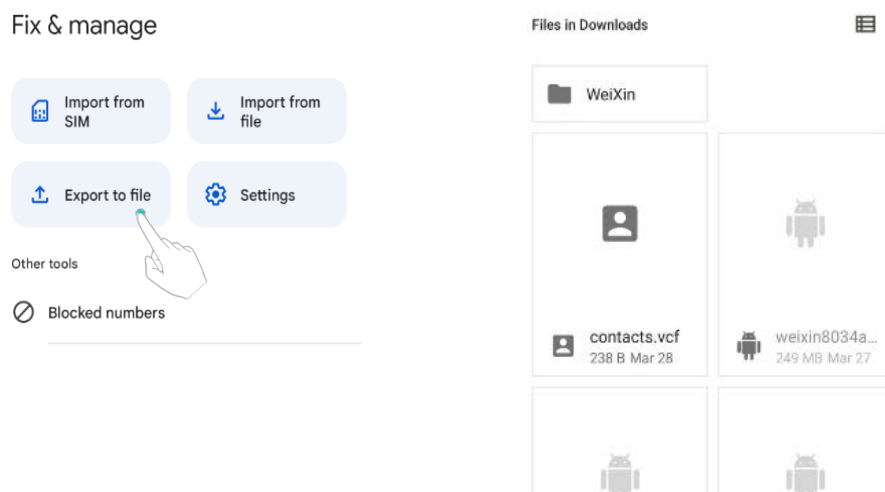 Fix & manage
Import from
SIM
Import from
file
Export to file
Settings
Other tools
Blocked numbers
Files in Downloads
WeiXin
contacts.vcf
238 B Mar 28
weixin8034a...
249 MB Mar 27